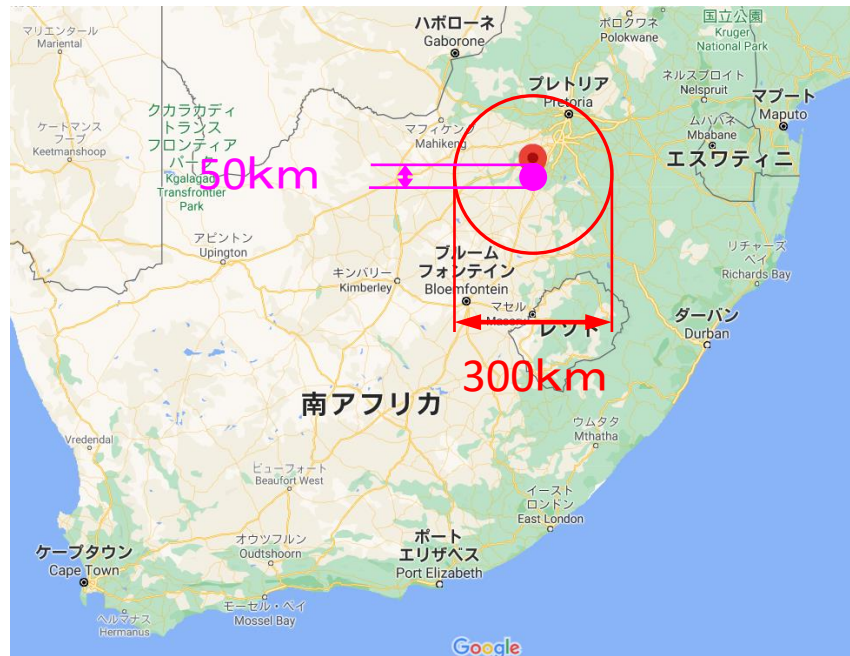 マリエンタール
Mariental
ハボローネ
Gaborone
ポロクワネ
Polokwane
国立公園
Kruger
National Park
ネルスプロイト
Nelspruit
プレトリア
Pretoria
マプート
Maputo
クカラカディ
トランス
フロンティア
パーク
Kgalagadi
Transfrontier
Park
ケートマンス
フープ
Keetmanshoop
マフィケング
Mahikeng
ムババネ
Mbabane
エスワティニ
50km
アピントン
Upington
キンバリー
Kimberley
ブルーム
フォンテイン
Bloemfontein
リチャーズ
ベイ
Richards Bay
マセル
Maseru
レソト
ダーバン
Durban
300km
南アフリカ
ウムタタ
Mthatha
Vredendal
ビューフォート
Beaufort West
イースト
ロンドン
East London
ケープタウン
Cape Town
オウツフルン
Oudtshoorn
ポート
エリザベス
Port Elizabeth
ヘルマナス
Hermanus
モーセル・ベイ
Mossel Bay
Google